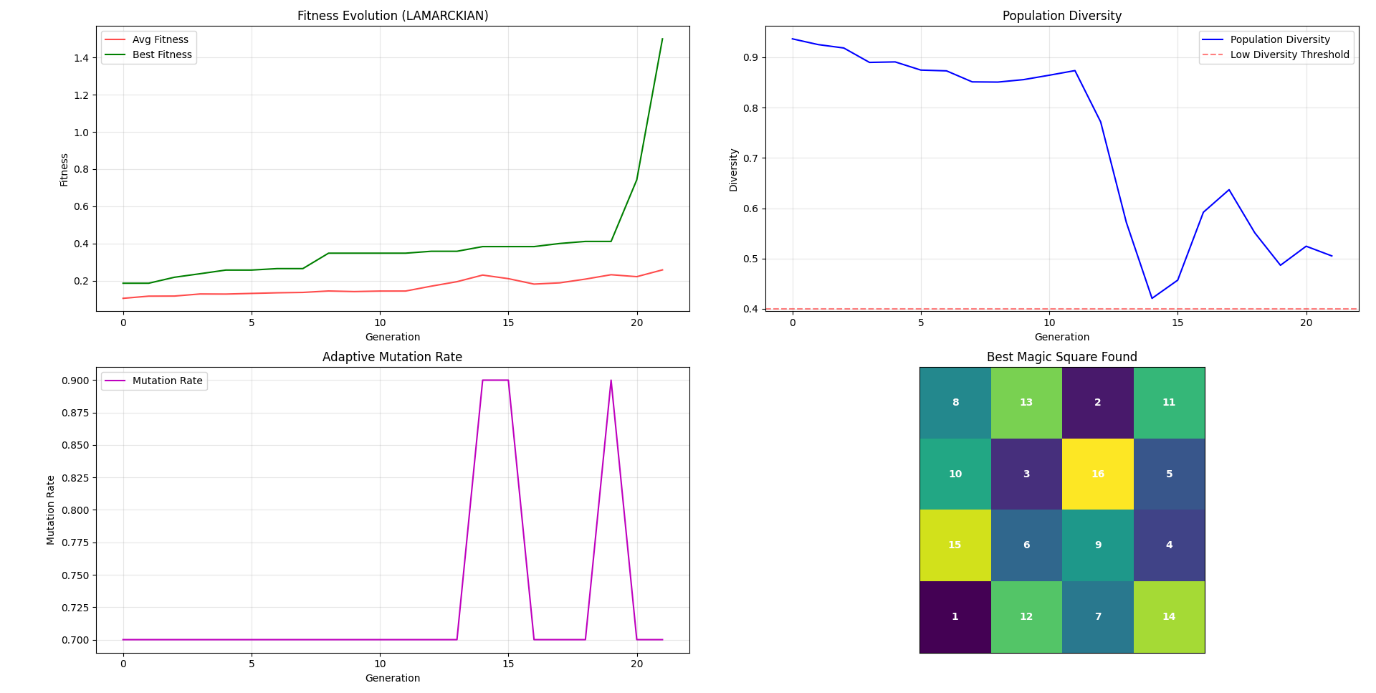 Fitness Evolution (LAMARCKIAN)
Avg Fitness
Best Fitness
1.4
1.2
1.0
0.8
0.6
0.4
0.2
Fitness
0 5 10 15 20
Generation
Population Diversity
Population Diversity
Low Diversity Threshold
0.9
0.8
0.7
0.6
0.5
0.4
Diversity
0 5 10 15 20
Generation
Adaptive Mutation Rate
Mutation Rate
0.900
0.875
0.850
0.825
0.800
0.775
0.750
0.725
0.700
Mutation Rate
0 5 10 15 20
Generation
Best Magic Square Found
8 13 2 11
10 3 16 5
15 6 9 4
1 12 7 14